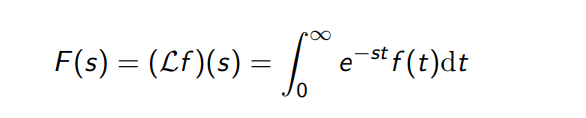 F(s) = (ℒf)(s) = ∫₀^∞ e^{−st} f(t)dt